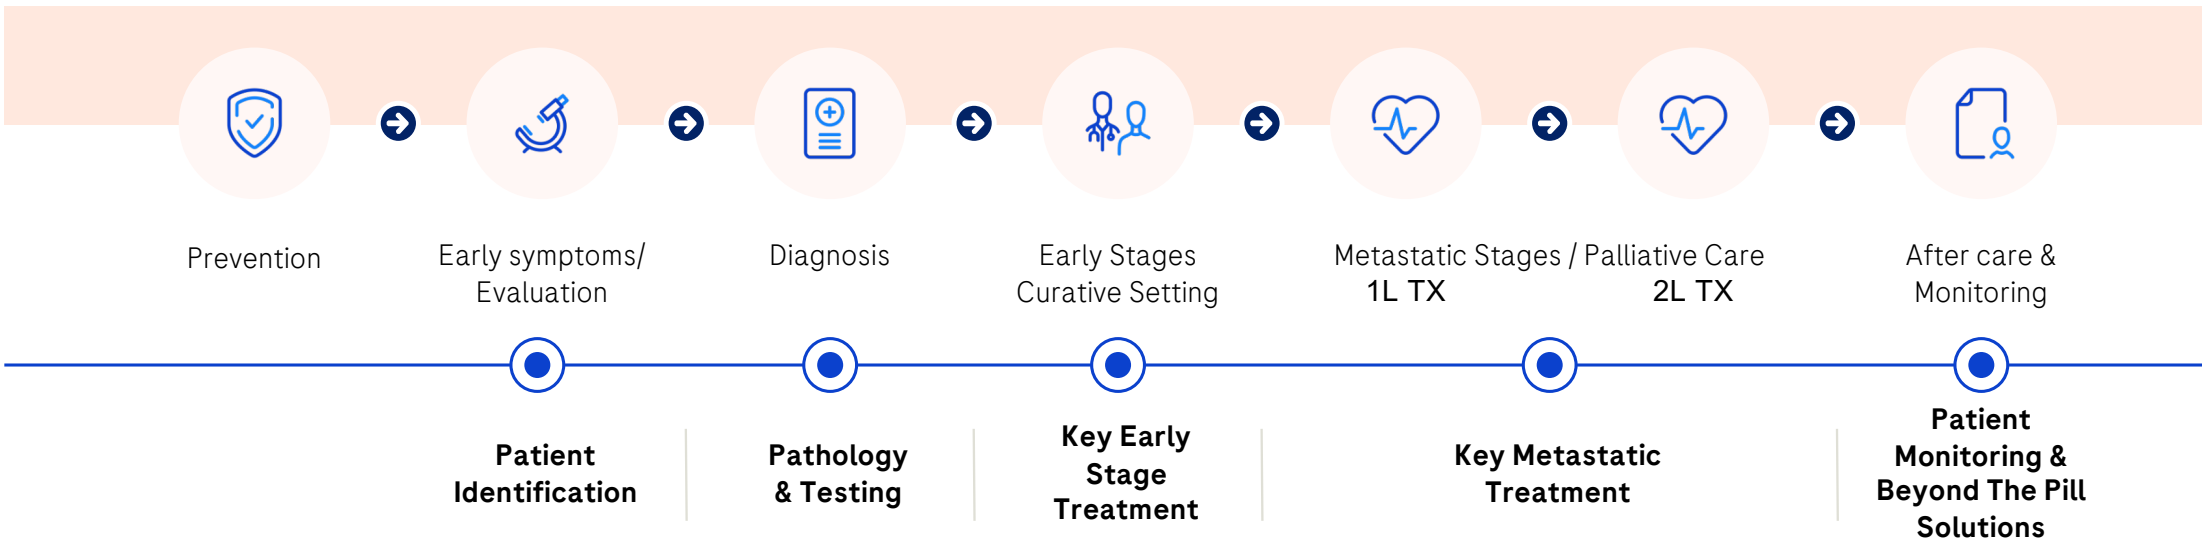 Prevention
Early symptoms/
Evaluation
Diagnosis
Early Stages
Curative Setting
Metastatic Stages / Palliative Care
1L TX
2L TX
After care &
Monitoring
Patient
Identification
Pathology
& Testing
Key Early
Stage
Treatment
Key Metastatic
Treatment
Patient
Monitoring &
Beyond The Pill
Solutions